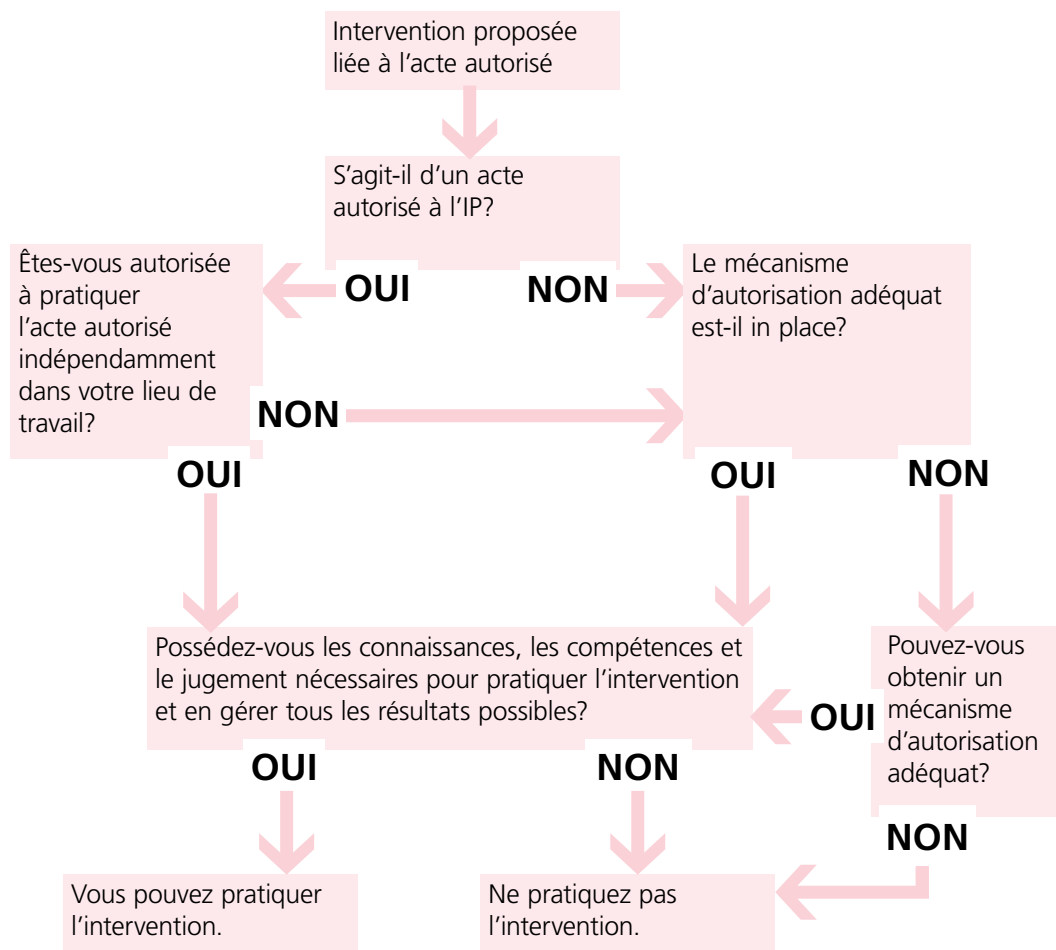 Intervention proposée
liée à l’acte autorisé
S’agit-il d’un acte
autorisé à l’IP?
OUI
NON
Êtes-vous autorisée
à pratiquer
l’acte autorisé
indépendamment
dans votre lieu de
travail?
NON
OUI
Le mécanisme
d’autorisation adéquat
est-il in place?
OUI
NON
Possédez-vous les connaissances, les compétences et
le jugement nécessaires pour pratiquer l’intervention
et en gérer tous les résultats possibles?
OUI
NON
Pouvez-vous
obtenir un
mécanisme
d’autorisation
adéquat?
OUI
NON
Vous pouvez pratiquer
l’intervention.
Ne pratiquez pas
l’intervention.